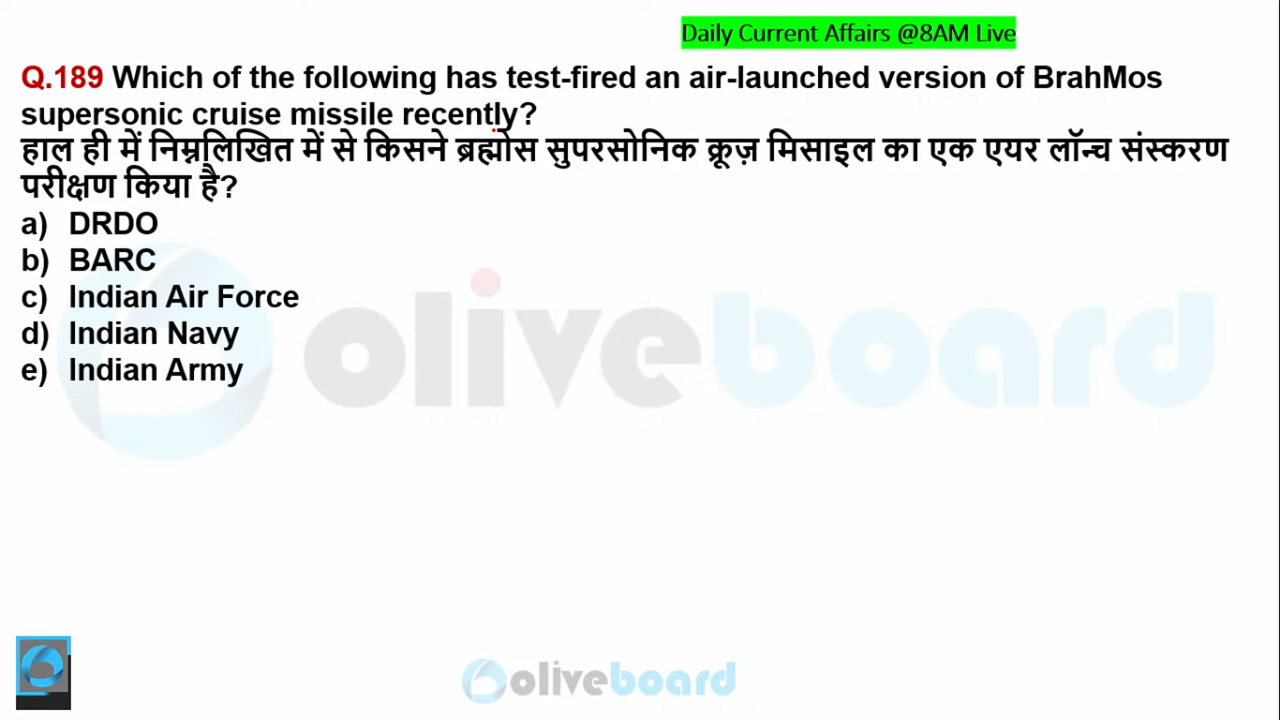 Daily Current Affairs @8AM Live
Q.189 Which of the following has test-fired an air-launched version of BrahMos
supersonic cruise missile recently?
हाल ही में निम्नलिखित में से किसने ब्रह्मोस सुपरसोनिक क्रूज़ मिसाइल का एक एयर लॉन्च संस्करण
परीक्षण किया है?
a) DRDO
b) BARC
c) Indian Air Force
d) Indian Navy
e) Indian Army
oliveboard
oliveboard